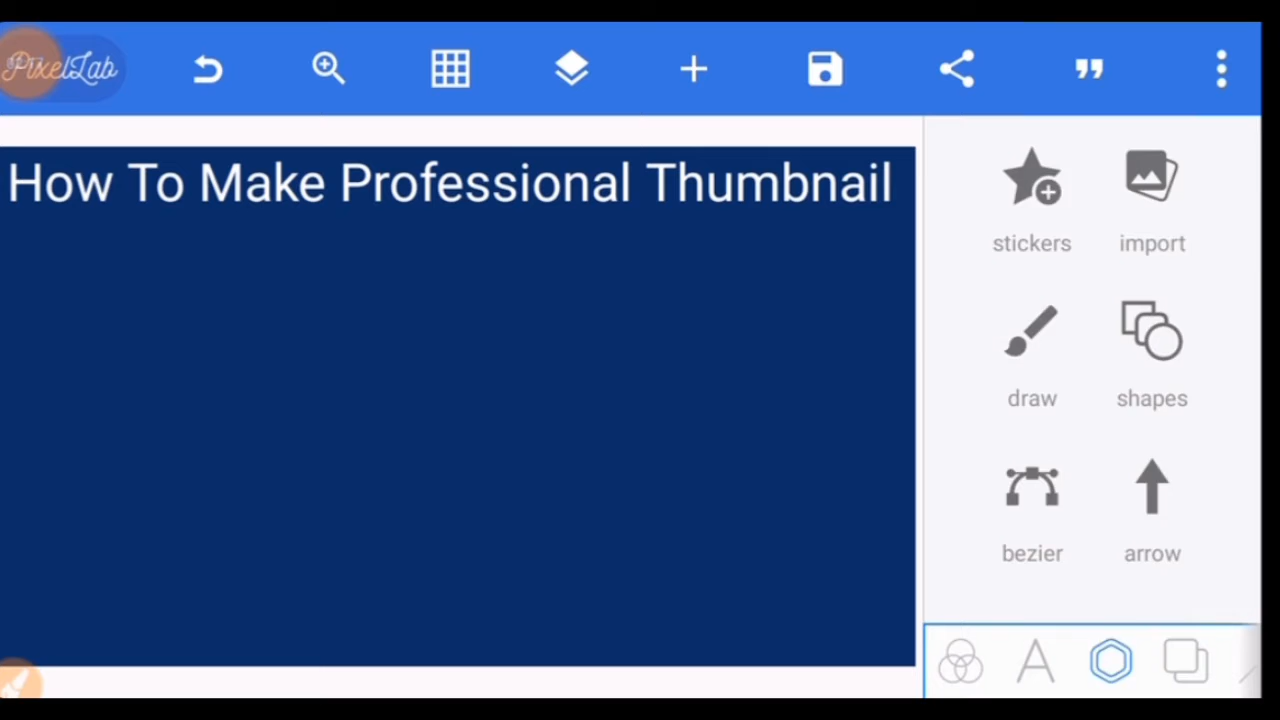 PixelLab
How To Make Professional Thumbnail
stickers
import
draw
shapes
bezier
arrow